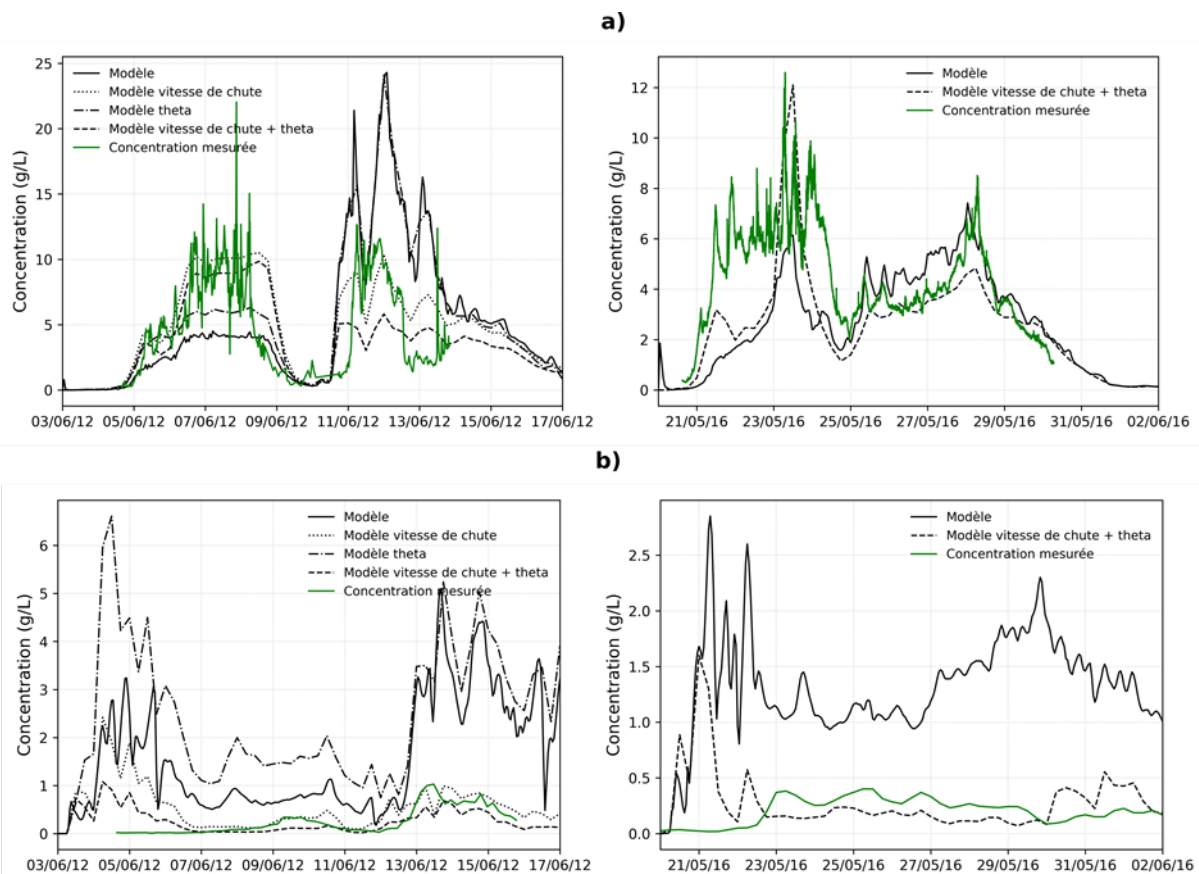 a)
Concentration (g/L)
25
20
15
10
5
0
Modèle
Modèle vitesse de chute
Modèle theta
Modèle vitesse de chute + theta
Concentration mesurée
03/06/12 05/06/12 07/06/12 09/06/12 11/06/12 13/06/12 15/06/12 17/06/12
Concentration (g/L)
12
10
8
6
4
2
0
Modèle
Modèle vitesse de chute + theta
Concentration mesurée
21/05/16 23/05/16 25/05/16 27/05/16 29/05/16 31/05/16 02/06/16
b)
Concentration (g/L)
6
5
4
3
2
1
0
Modèle
Modèle vitesse de chute
Modèle theta
Modèle vitesse de chute + theta
Concentration mesurée
03/06/12 05/06/12 07/06/12 09/06/12 11/06/12 13/06/12 15/06/12 17/06/12
Concentration (g/L)
2.5
2.0
1.5
1.0
0.5
0.0
Modèle
Modèle vitesse de chute + theta
Concentration mesurée
21/05/16 23/05/16 25/05/16 27/05/16 29/05/16 31/05/16 02/06/16